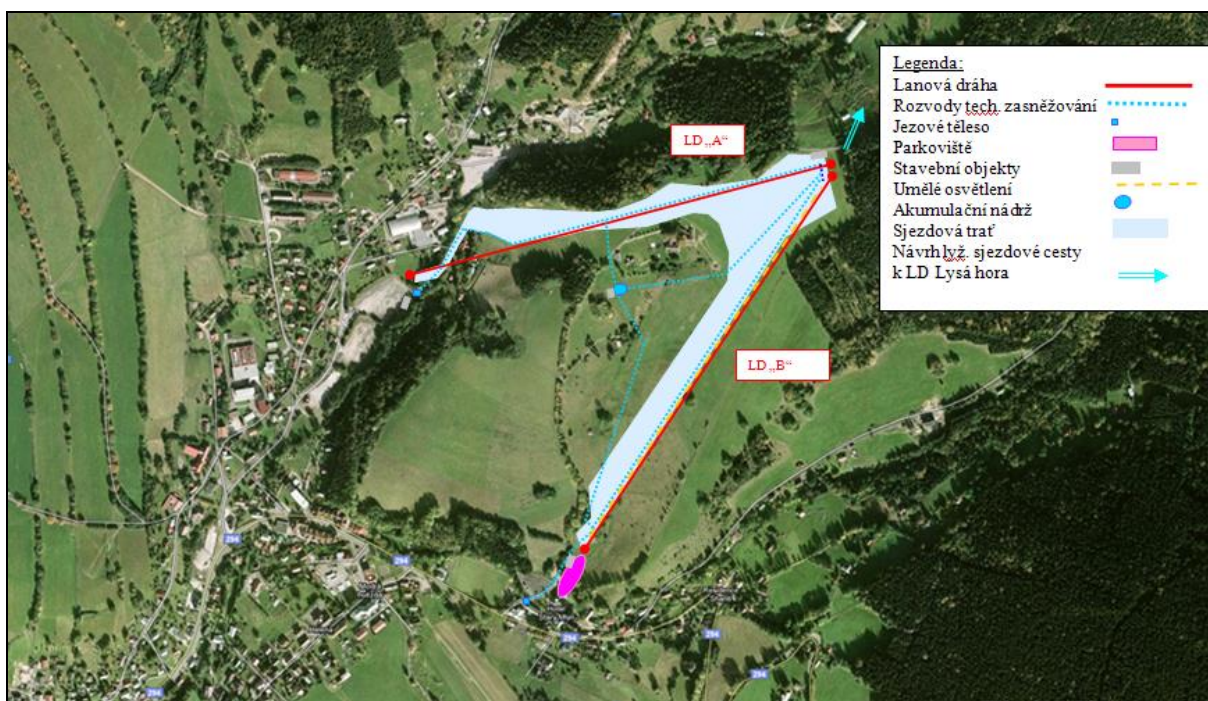 Legenda:
Lanová dráha
Rozvody tech. zasněžování
Jezové těleso
Parkoviště
Stavební objekty
Umělé osvětlení
Akumulační nádrž
Sjezdová trať
Návrh lyž. sjezdové cesty
k LD Lysá hora
LD „A“
LD „B“
294
294
294
294
294